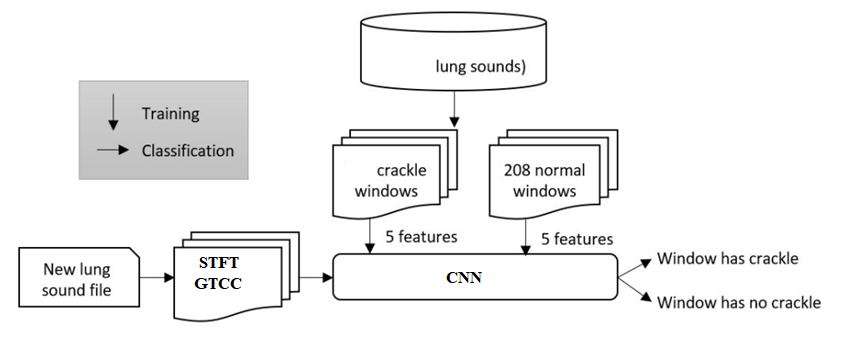 lung sounds)
Training
Classification
crackle
windows
208 normal
windows
5 features
5 features
New lung
sound file
STFT
GTCC
CNN
Window has crackle
Window has no crackle